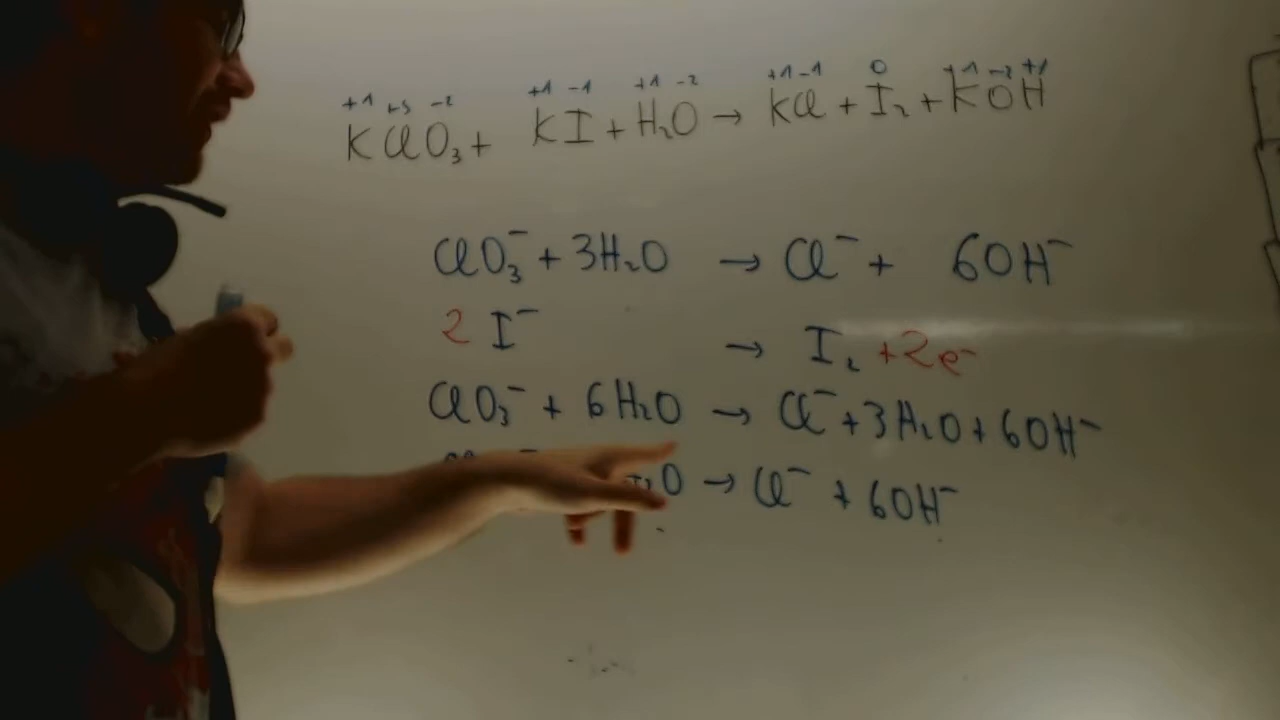 +1 +5 -2 +1 -1 +1 -2 +1 -1 0 +1 -2 +1
KClO₃ + KI + H₂O → KCl + I₂ + KOH
ClO₃⁻ + 3H₂O → Cl⁻ + 6OH⁻
2 I⁻ → I₂ + 2e⁻
ClO₃⁻ + 6H₂O → Cl⁻ + 3H₂O + 6OH⁻
O → Cl⁻ + 6OH⁻